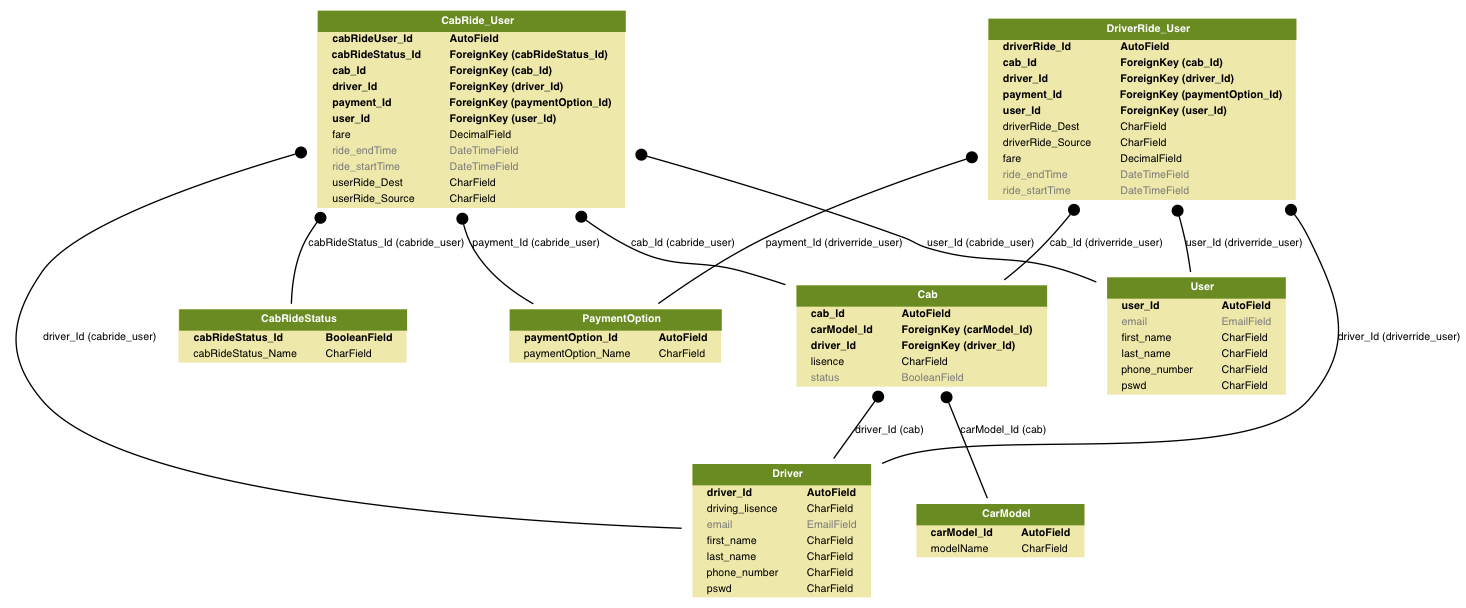 CabRide_User
cabRideUser_Id AutoField
cabRideStatus_Id ForeignKey (cabRideStatus_Id)
cab_Id ForeignKey (cab_Id)
driver_Id ForeignKey (driver_Id)
payment_Id ForeignKey (paymentOption_Id)
user_Id ForeignKey (user_Id)
fare DecimalField
ride_endTime DateTimeField
ride_startTime DateTimeField
userRide_Dest CharField
userRide_Source CharField
DriverRide_User
driverRide_Id AutoField
cab_Id ForeignKey (cab_Id)
driver_Id ForeignKey (driver_Id)
payment_Id ForeignKey (paymentOption_Id)
user_Id ForeignKey (user_Id)
driverRide_Dest CharField
driverRide_Source CharField
fare DecimalField
ride_endTime DateTimeField
ride_startTime DateTimeField
cabRideStatus_Id (cabride_user)
payment_Id (cabride_user)
cab_Id (cabride_user)
payment_Id (driverride_user)
user_Id (cabride_user)
cab_Id (driverride_user)
user_Id (driverride_user)
CabRideStatus
cabRideStatus_Id BooleanField
cabRideStatus_Name CharField
PaymentOption
paymentOption_Id AutoField
paymentOption_Name CharField
Cab
cab_Id AutoField
carModel_Id ForeignKey (carModel_Id)
driver_Id ForeignKey (driver_Id)
lisence CharField
status BooleanField
User
user_Id AutoField
email EmailField
first_name CharField
last_name CharField
phone_number CharField
pswd CharField
driver_Id (cabride_user)
driver_Id (driverride_user)
driver_Id (cab)
carModel_Id (cab)
Driver
driver_Id AutoField
driving_lisence CharField
email EmailField
first_name CharField
last_name CharField
phone_number CharField
pswd CharField
CarModel
carModel_Id AutoField
modelName CharField